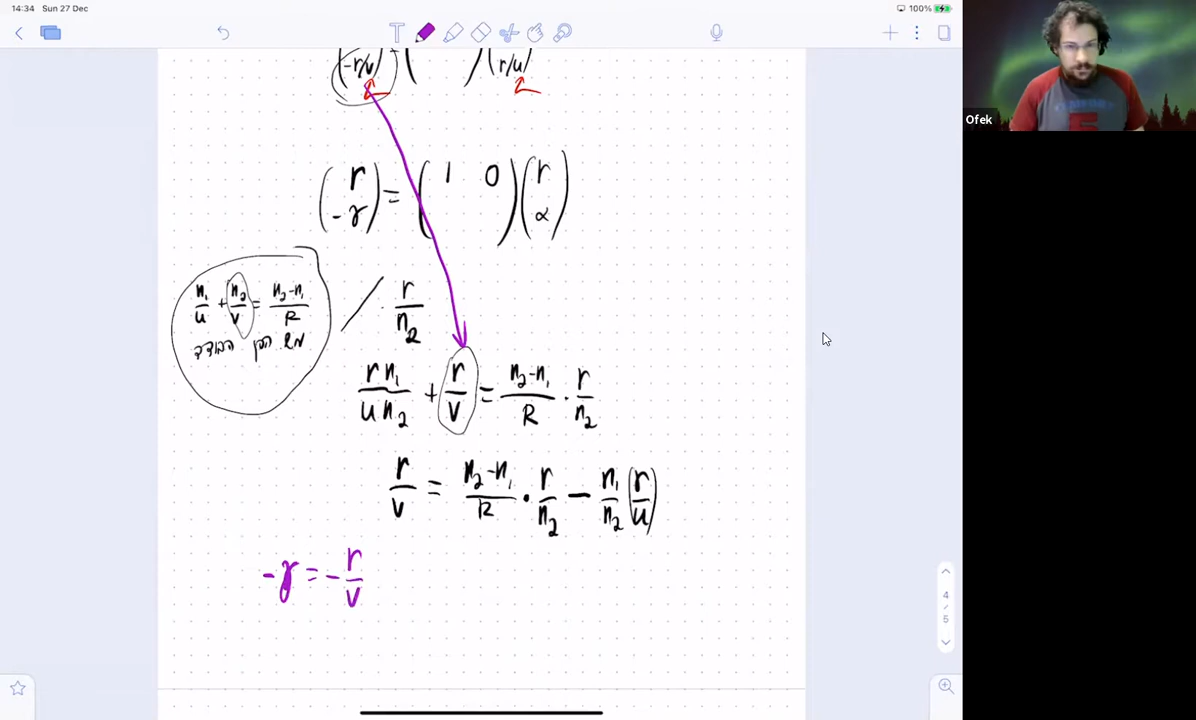 14:34 Sun 27 Dec
100%
(-r/v) ( ) (r/u)
(r -γ) = (1 0) (r α)
n₁/u + n₂/v = (n₂-n₁)/R / · r/n₂
rn₁/un₂ + r/v = (n₂-n₁)/R · r/n₂
r/v = (n₂-n₁)/R · r/n₂ - n₁/n₂ (r/u)
-γ = -r/v
Ofek
4
/
5